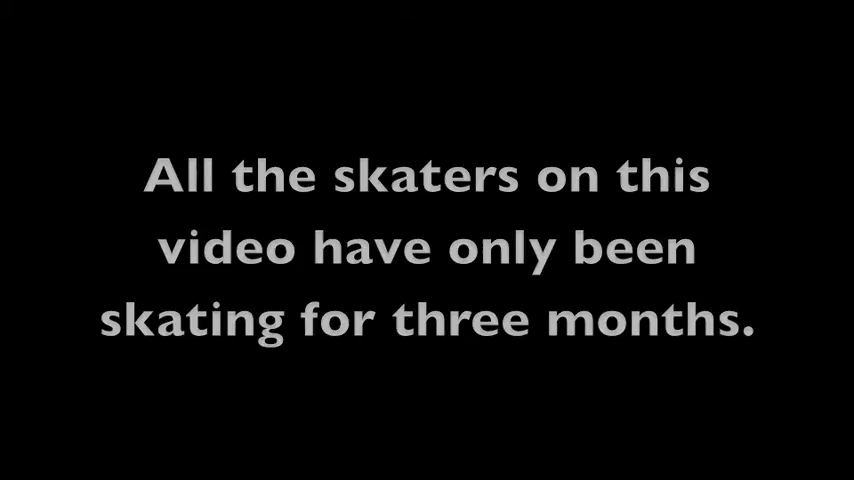 All the skaters on this
video have only been
skating for three months.